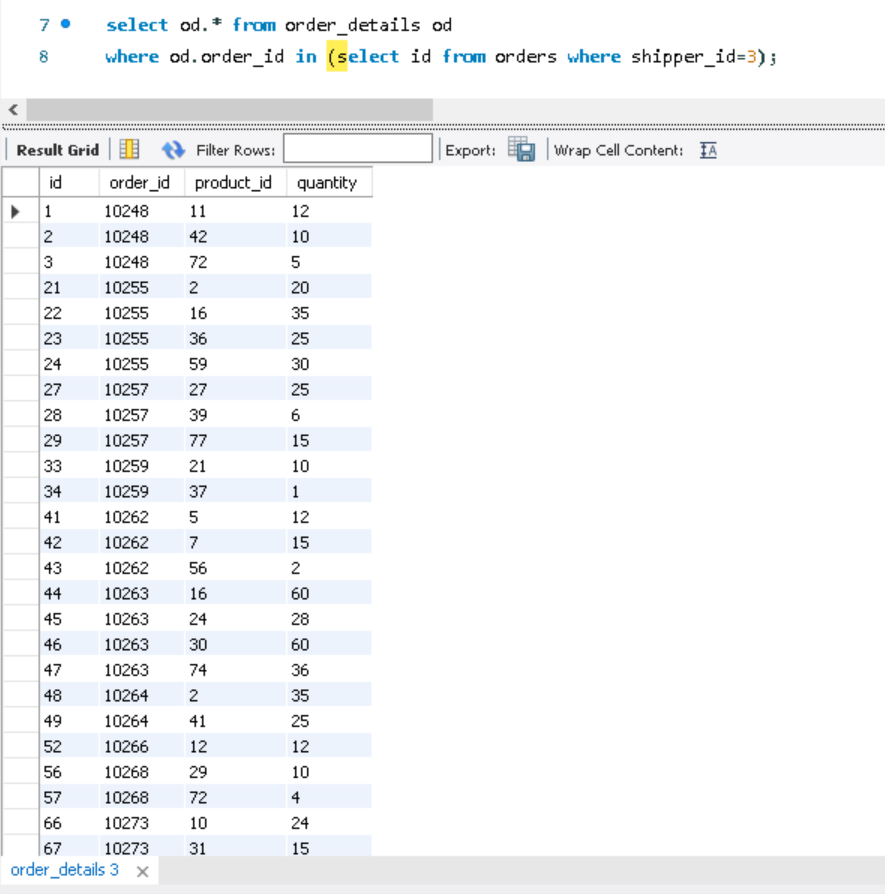 7 select od.* from order_details od
8 where od.order_id in (select id from orders where shipper_id=3);
Result Grid Filter Rows: Export: Wrap Cell Content: IA
id order_id product_id quantity
1 10248 11 12
2 10248 42 10
3 10248 72 5
21 10255 2 20
22 10255 16 35
23 10255 36 25
24 10255 59 30
27 10257 27 25
28 10257 39 6
29 10257 77 15
33 10259 21 10
34 10259 37 1
41 10262 5 12
42 10262 7 15
43 10262 56 2
44 10263 16 60
45 10263 24 28
46 10263 30 60
47 10263 74 36
48 10264 2 35
49 10264 41 25
52 10266 12 12
56 10268 29 10
57 10268 72 4
66 10273 10 24
67 10273 31 15
order_details 3